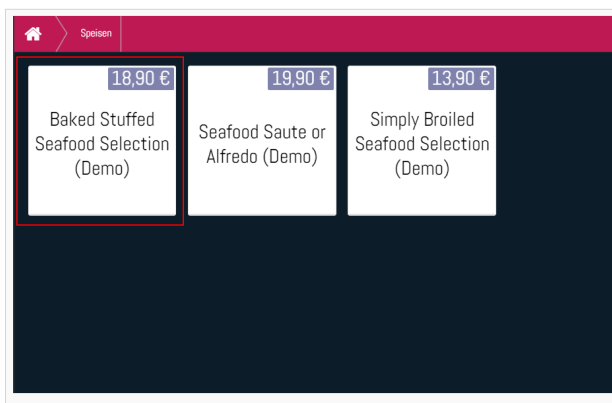 Speisen
18,90 €
Baked Stuffed
Seafood Selection
(Demo)
19,90 €
Seafood Saute or
Alfredo (Demo)
13,90 €
Simply Broiled
Seafood Selection
(Demo)